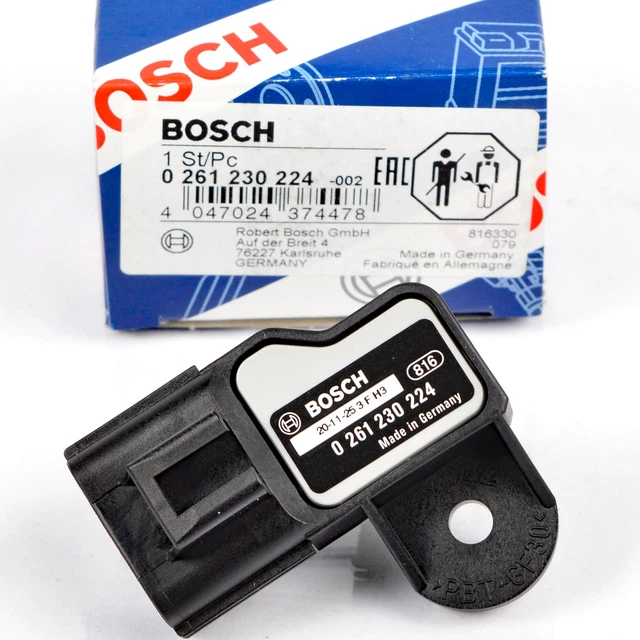 BOSCH
BOSCH
1 St/Pc
0 261 230 224 -002
EAC
4 047024 374478
Robert Bosch GmbH
Auf der Breit 4
76227 Karlsruhe
GERMANY
816330
079
Made in Germany
Fabriqué en Allemagne
BOSCH
816
20-11-25 3 F H3
0 261 230 224
Made in Germany
>PBT-GF30<